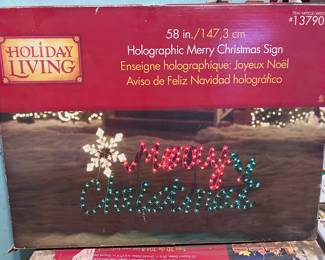 #13790
58 in./147,3 cm
HOLIDAY
LIVING
Holographic Merry Christmas Sign
Enseigne holographique: Joyeux Noël
Aviso de Feliz Navidad holográfico
Merry
Christmas